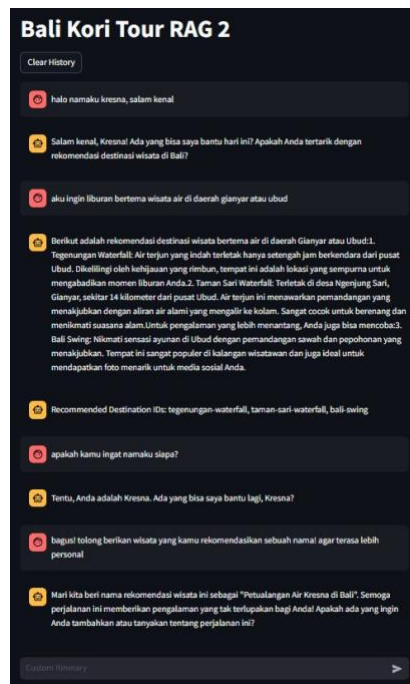 Bali Kori Tour RAG 2
Clear History
halo namaku kresna, salam kenal
Salam kenal, Kresna! Ada yang bisa saya bantu hari ini? Apakah Anda tertarik dengan
rekomendasi destinasi wisata di Bali?
aku ingin liburan bertema wisata air di daerah gianyar atau ubud
Berikut adalah rekomendasi destinasi wisata bertema air di daerah Gianyar atau Ubud:1.
Tegenungan Waterfall: Air terjun yang indah terletak hanya setengah jam berkendara dari pusat
Ubud. Dikelilingi oleh kehijauan yang rimbun, tempat ini adalah lokasi yang sempurna untuk
mengabadikan momen liburan Anda.2. Taman Sari Waterfall: Terletak di desa Ngenjung Sari,
Gianyar, sekitar 14 kilometer dari pusat Ubud. Air terjun ini menawarkan pemandangan yang
menakjubkan dengan aliran air alami yang mengalir ke kolam. Sangat cocok untuk berenang dan
menikmati suasana alam.Untuk pengalaman yang lebih menantang, Anda juga bisa mencoba:3.
Bali Swing: Nikmati sensasi ayunan di Ubud dengan pemandangan sawah dan pepohonan yang
menakjubkan. Tempat ini sangat populer di kalangan wisatawan dan juga ideal untuk
mendapatkan foto menarik untuk media sosial Anda.
Recommended Destination IDs: tegenungan-waterfall, taman-sari-waterfall, bali-swing
apakah kamu ingat namaku siapa?
Tentu, Anda adalah Kresna. Ada yang bisa saya bantu lagi, Kresna?
bagus! tolong berikan wisata yang kamu rekomendasikan sebuah nama! agar terasa lebih
personal
Mari kita beri nama rekomendasi wisata ini sebagai "Petualangan Air Kresna di Bali". Semoga
perjalanan ini memberikan pengalaman yang tak terlupakan bagi Anda! Apakah ada yang ingin
Anda tambahkan atau tanyakan tentang perjalanan ini?
Custom Itinerary